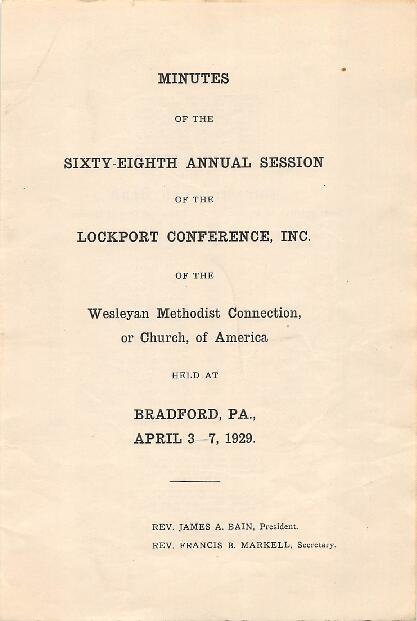 MINUTES
OF THE
SIXTY-EIGHTH ANNUAL SESSION
OF THE
LOCKPORT CONFERENCE, INC.
OF THE
Wesleyan Methodist Connection,
or Church, of America
HELD AT
BRADFORD, PA.,
APRIL 3-7, 1929.
REV. JAMES A. BAIN, President.
REV. FRANCIS B. MARKELL, Secretary.